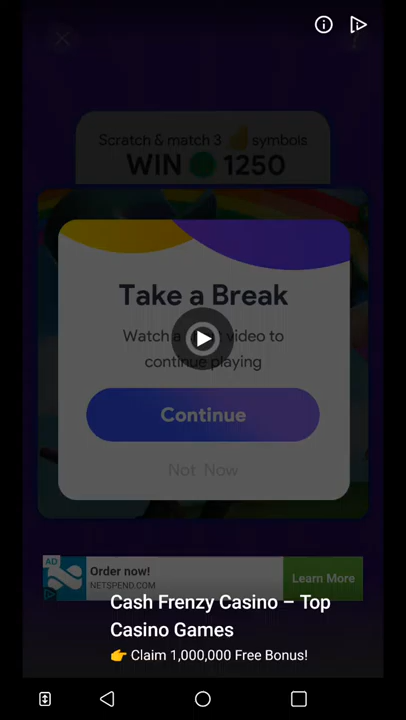 Scratch & match 3 symbols
WIN 1250
Take a Break
Watch a video to
continue playing
Continue
Not Now
AD
Order now!
NETSPEND.COM
Learn More
Cash Frenzy Casino – Top
Casino Games
👉 Claim 1,000,000 Free Bonus!